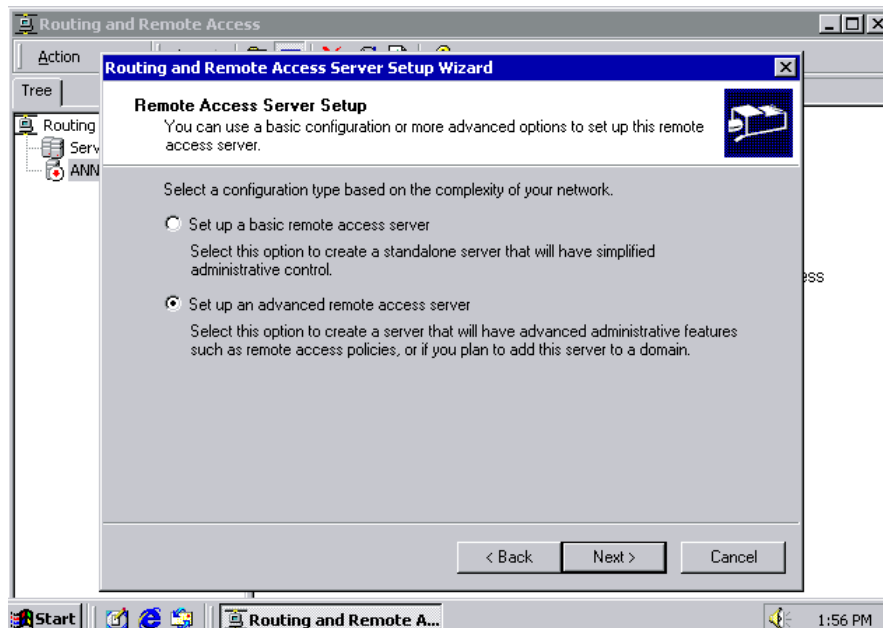 Routing and Remote Access
Action
Tree
Routing
Serv
ANN
Routing and Remote Access Server Setup Wizard
Remote Access Server Setup
You can use a basic configuration or more advanced options to set up this remote
access server.
Select a configuration type based on the complexity of your network.
Set up a basic remote access server
Select this option to create a standalone server that will have simplified
administrative control.
ess
Set up an advanced remote access server
Select this option to create a server that will have advanced administrative features
such as remote access policies, or if you plan to add this server to a domain.
< Back
Next >
Cancel
Start
Routing and Remote A...
1:56 PM